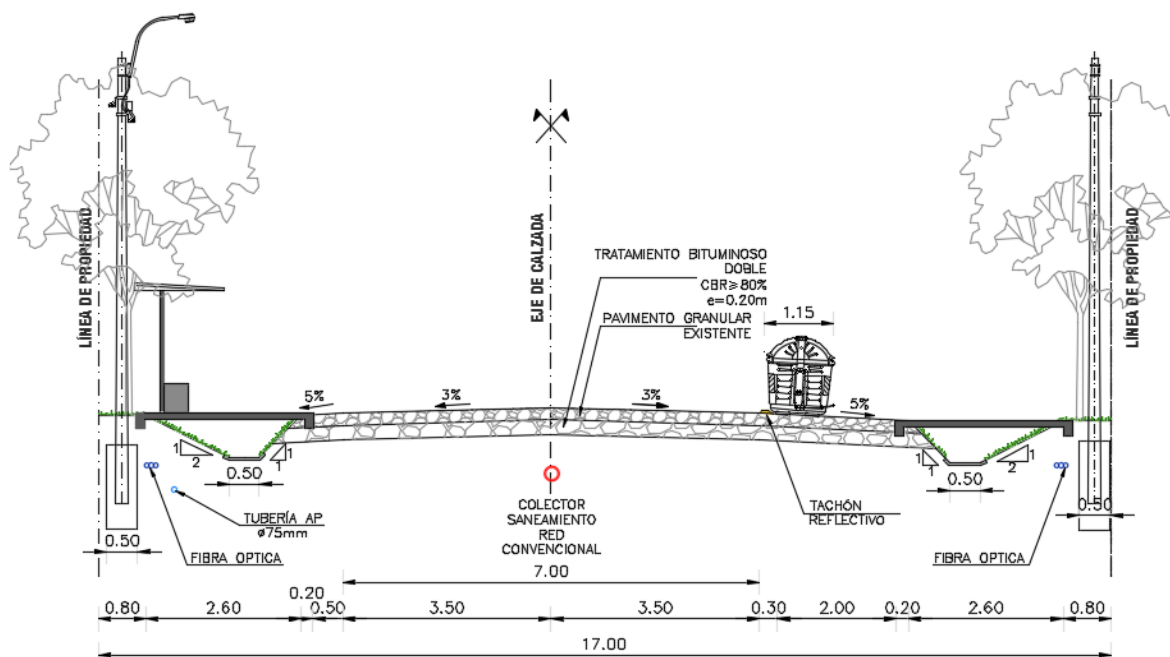 LÍNEA DE PROPIEDAD
EJE DE CALZADA
LÍNEA DE PROPIEDAD
TRATAMIENTO BITUMINOSO
DOBLE
CBR≥80%
e=0.20m
PAVIMENTO GRANULAR
EXISTENTE
1.15
5%
3%
3%
5%
1
2
1
1
1
1
1
2
0.50
0.50
0.50
0.50
TUBERÍA AP
ø75mm
FIBRA OPTICA
COLECTOR
SANEAMIENTO
RED
CONVENCIONAL
TACHÓN
REFLECTIVO
FIBRA OPTICA
7.00
0.80 2.60 0.20 0.50 3.50 3.50 0.30 2.00 0.20 2.60 0.80
17.00